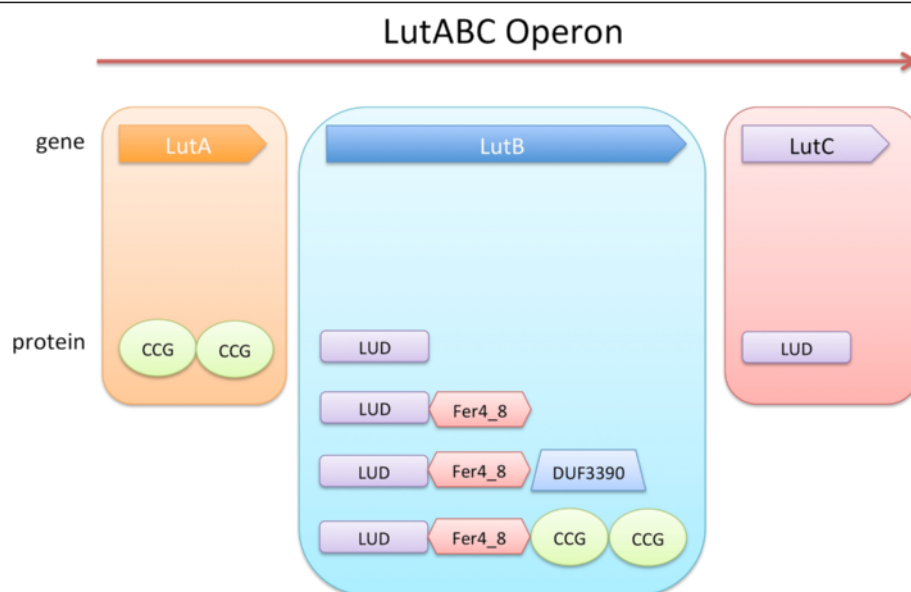 LutABC Operon
gene LutA LutB LutC
protein CCG CCG LUD LUD
LUD Fer4_8
LUD Fer4_8 DUF3390
LUD Fer4_8 CCG CCG